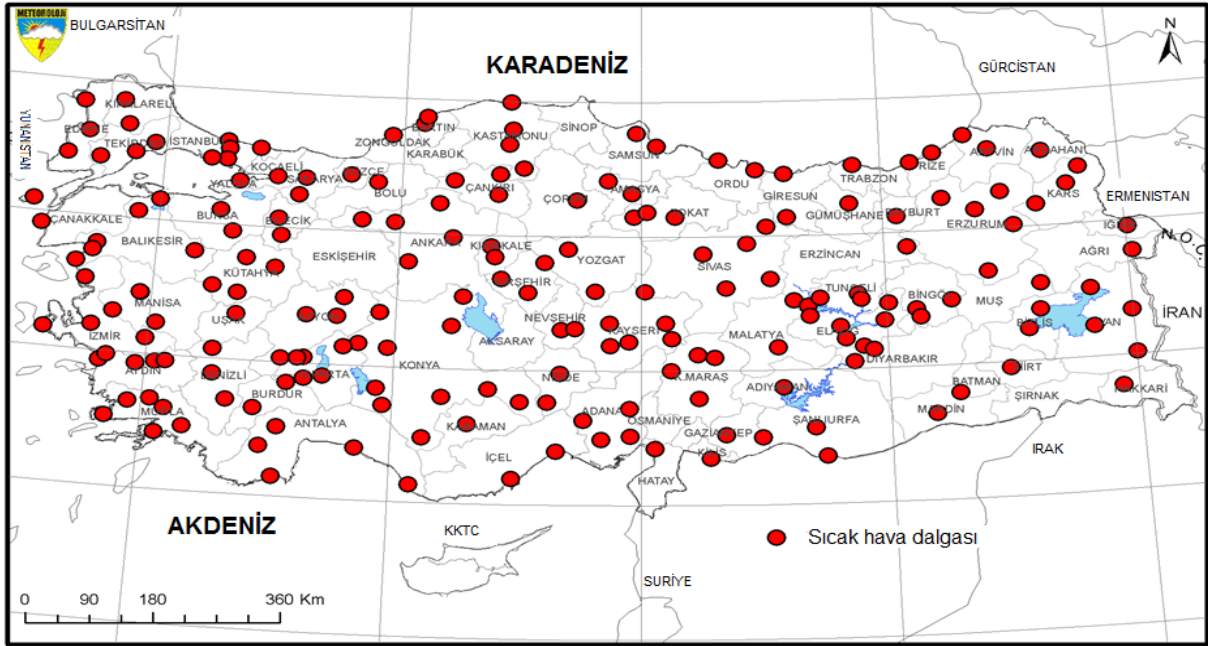 METEOROLOJİ
BULGARSİTAN
N
KARADENİZ
GÜRCİSTAN
YUNANİSTAN
KIRKLARELİ
EDİRNE
TEKİRDAĞ
İSTANBUL
KOCAELİ
YALOVA
SAKARYA
DÜZCE
BOLU
ZONGULDAK
BARTIN
KARABÜK
KASTAMONU
SİNOP
SAMSUN
ÇANKIRI
ÇORUM
AMASYA
TOKAT
ORDU
GİRESUN
TRABZON
GÜMÜŞHANE
RİZE
ARTVİN
ARDAHAN
KARS
BAYBURT
ERZURUM
ERMENISTAN
IĞDIR
N.Ö.C.
AĞRI
ÇANAKKALE
BALIKESİR
BURSA
BİLECİK
ESKİŞEHİR
ANKARA
KIRIKKALE
YOZGAT
SİVAS
ERZİNCAN
KÜTAHYA
KIRŞEHİR
TUNCELİ
BİNGÖL
MUŞ
MANİSA
UŞAK
AFYON
NEVŞEHİR
KAYSERİ
MALATYA
ELAZIĞ
BİTLİS
VAN
İRAN
İZMİR
AKSARAY
KONYA
DİYARBAKIR
AYDIN
DENİZLİ
ISPARTA
BURDUR
NİĞDE
K.MARAŞ
ADIYAMAN
BATMAN
SİİRT
ŞIRNAK
HAKKARİ
MUĞLA
ANTALYA
KARAMAN
ADANA
OSMANİYE
GAZİANTEP
ŞANLIURFA
MARDİN
İÇEL
KİLİS
HATAY
IRAK
AKDENİZ
KKTC
Sıcak hava dalgası
SURİYE
0 90 180 360 Km